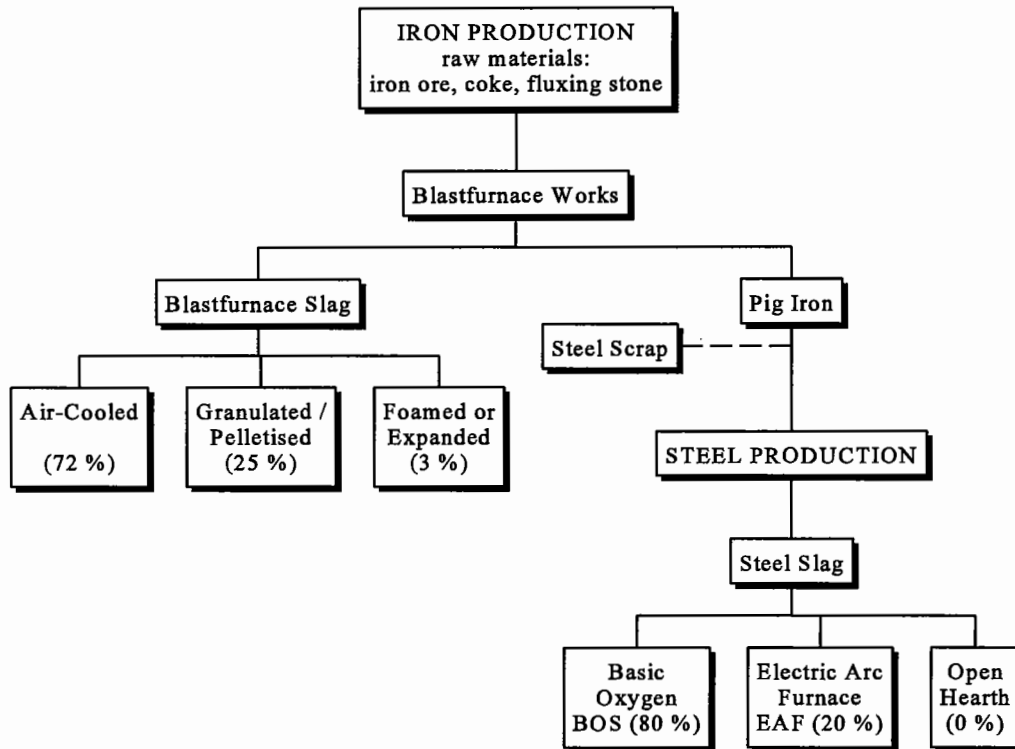 IRON PRODUCTION
raw materials:
iron ore, coke, fluxing stone
Blastfurnace Works
Blastfurnace Slag
Pig Iron
Steel Scrap
Air-Cooled
(72 %)
Granulated /
Pelletised
(25 %)
Foamed or
Expanded
(3 %)
STEEL PRODUCTION
Steel Slag
Basic
Oxygen
BOS (80 %)
Electric Arc
Furnace
EAF (20 %)
Open
Hearth
(0 %)